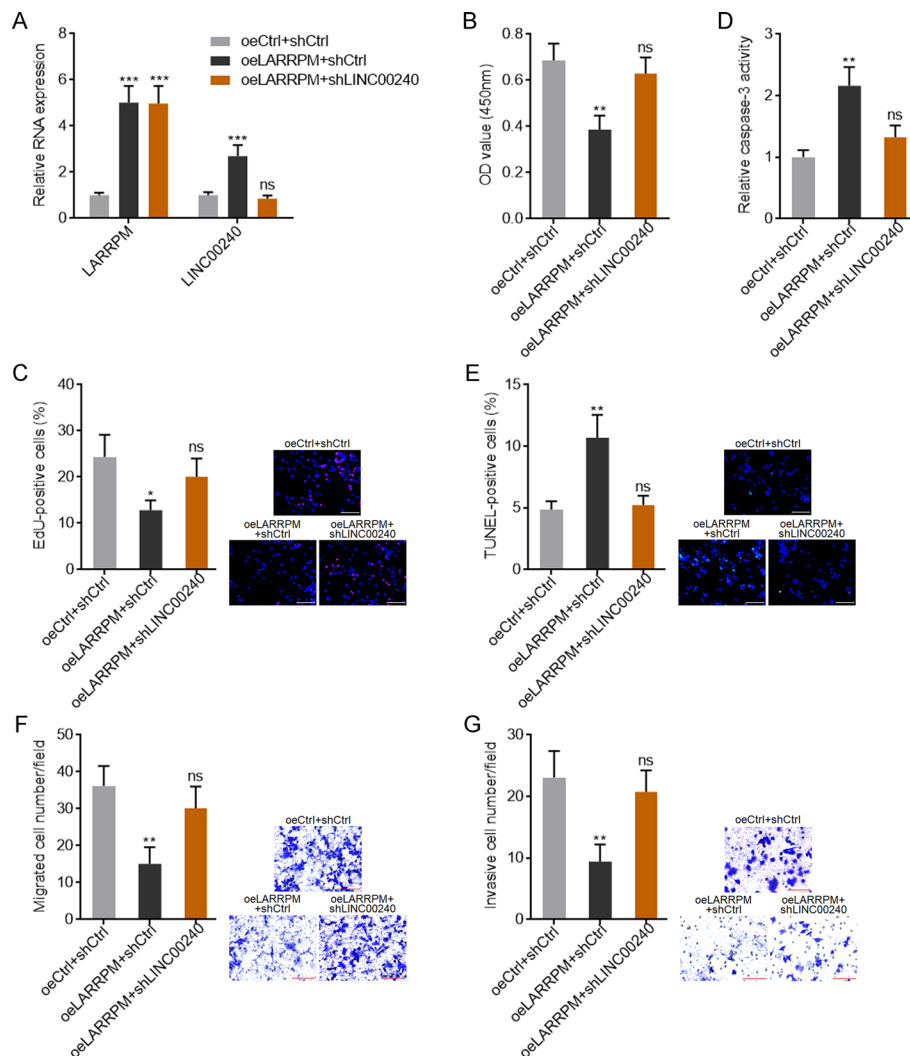 A
Relative RNA expression
8
6
4
2
0
***
***
***
ns
LARRPM
LINC00240
oeCtrl+shCtrl
oeLARRPM+shCtrl
oeLARRPM+shLINC00240
B
OD value (450nm)
0.8
0.6
0.4
0.2
0.0
**
ns
oeCtrl+shCtrl
oeLARRPM+shCtrl
oeLARRPM+shLINC00240
D
Relative caspase-3 activity
3
2
1
0
**
ns
oeCtrl+shCtrl
oeLARRPM+shCtrl
oeLARRPM+shLINC00240
C
EdU-positive cells (%)
40
30
20
10
0
*
ns
oeCtrl+shCtrl
oeLARRPM+shCtrl
oeLARRPM+shLINC00240
oeCtrl+shCtrl
oeLARRPM
+shCtrl
oeLARRPM+
shLINC00240
E
TUNEL-positive cells (%)
15
10
5
0
**
ns
oeCtrl+shCtrl
oeLARRPM+shCtrl
oeLARRPM+shLINC00240
oeCtrl+shCtrl
oeLARRPM
+shCtrl
oeLARRPM+
shLINC00240
F
Migrated cell number/field
50
40
30
20
10
0
**
ns
oeCtrl+shCtrl
oeLARRPM+shCtrl
oeLARRPM+shLINC00240
oeCtrl+shCtrl
oeLARRPM
+shCtrl
oeLARRPM+
shLINC00240
G
Invasive cell number/field
30
20
10
0
**
ns
oeCtrl+shCtrl
oeLARRPM+shCtrl
oeLARRPM+shLINC00240
oeCtrl+shCtrl
oeLARRPM
+shCtrl
oeLARRPM+
shLINC00240